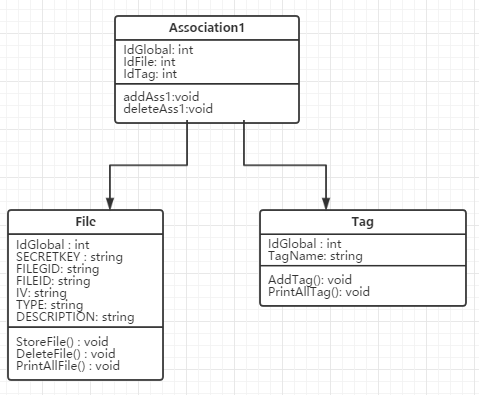 Association1
IdGlobal: int
IdFile: int
IdTag: int
addAss1:void
deleteAss1:void
File
IdGlobal : int
SECRETKEY : string
FILEGID: string
FILEID: string
IV: string
TYPE: string
DESCRIPTION: string
StoreFile() : void
DeleteFile() : void
PrintAllFile() : void
Tag
IdGlobal : int
TagName: string
AddTag(): void
PrintAllTag(): void